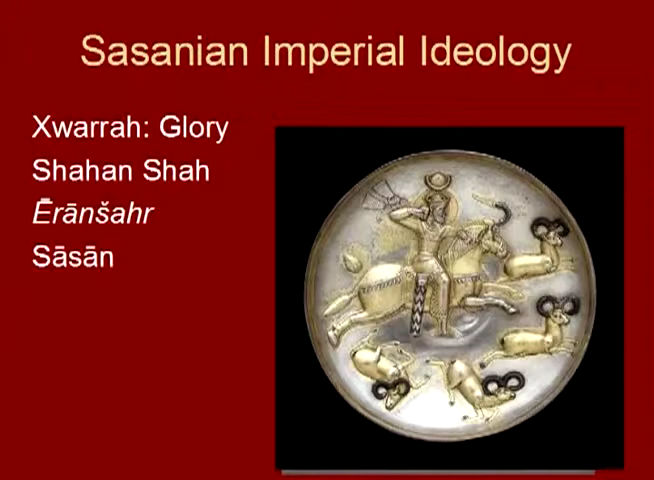 Sasanian Imperial Ideology
Xwarrah: Glory
Shahan Shah
Ērānšahr
Sāsān